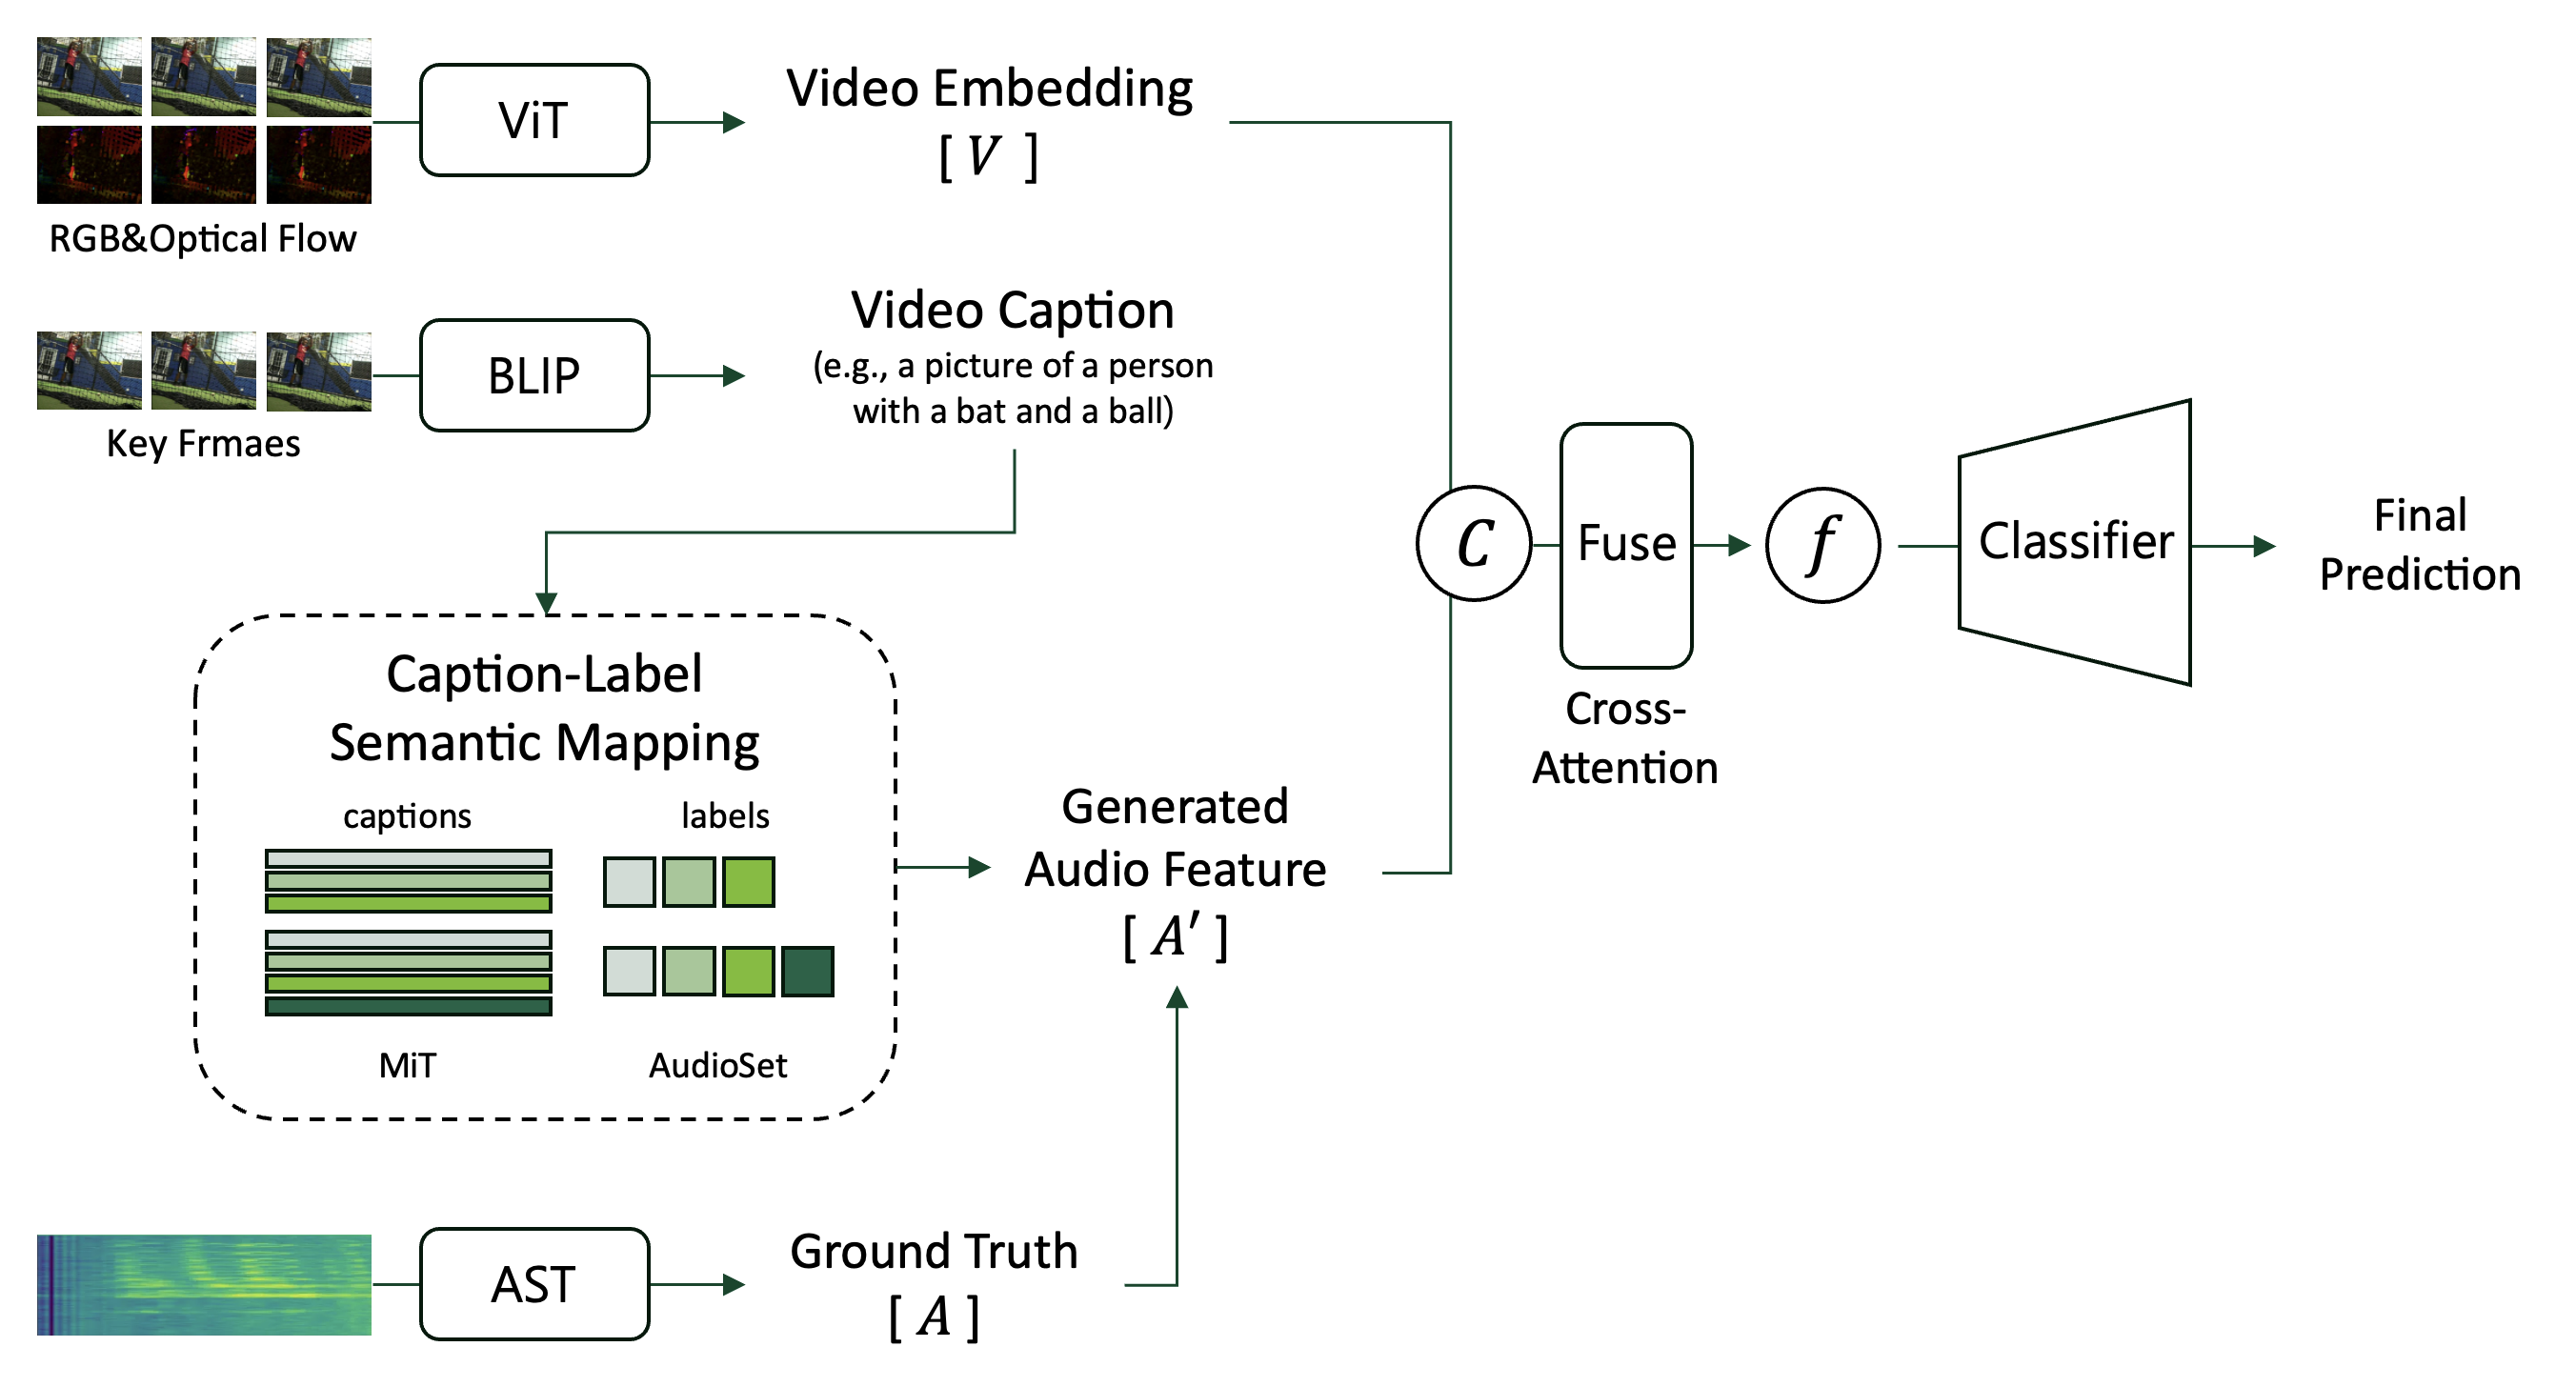 ViT
Video Embedding
[ V ]
RGB&Optical Flow
BLIP
Video Caption
(e.g., a picture of a person
with a bat and a ball)
Key Frmaes
C
Fuse
Cross-
Attention
f
Classifier
Final
Prediction
Caption-Label
Semantic Mapping
captions
labels
MiT
AudioSet
Generated
Audio Feature
[ A′ ]
AST
Ground Truth
[ A ]